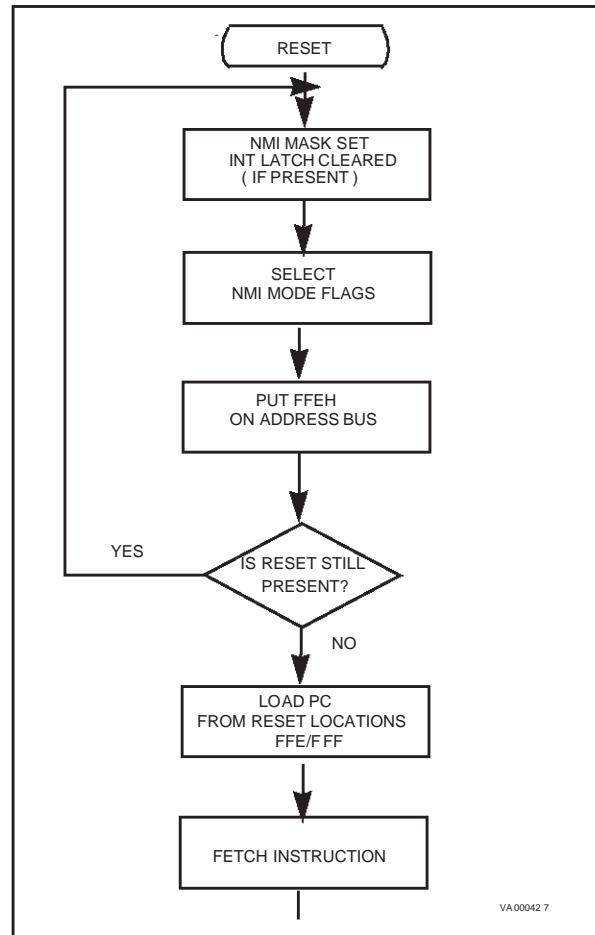 RESET
NMI MASK SET
INT LATCH CLEARED
( IF PRESENT )
SELECT
NMI MODE FLAGS
PUT FFEH
ON ADDRESS BUS
YES
IS RESET STILL
PRESENT?
NO
LOAD PC
FROM RESET LOCATIONS
FFE/F FF
FETCH INSTRUCTION
VA 00042 7